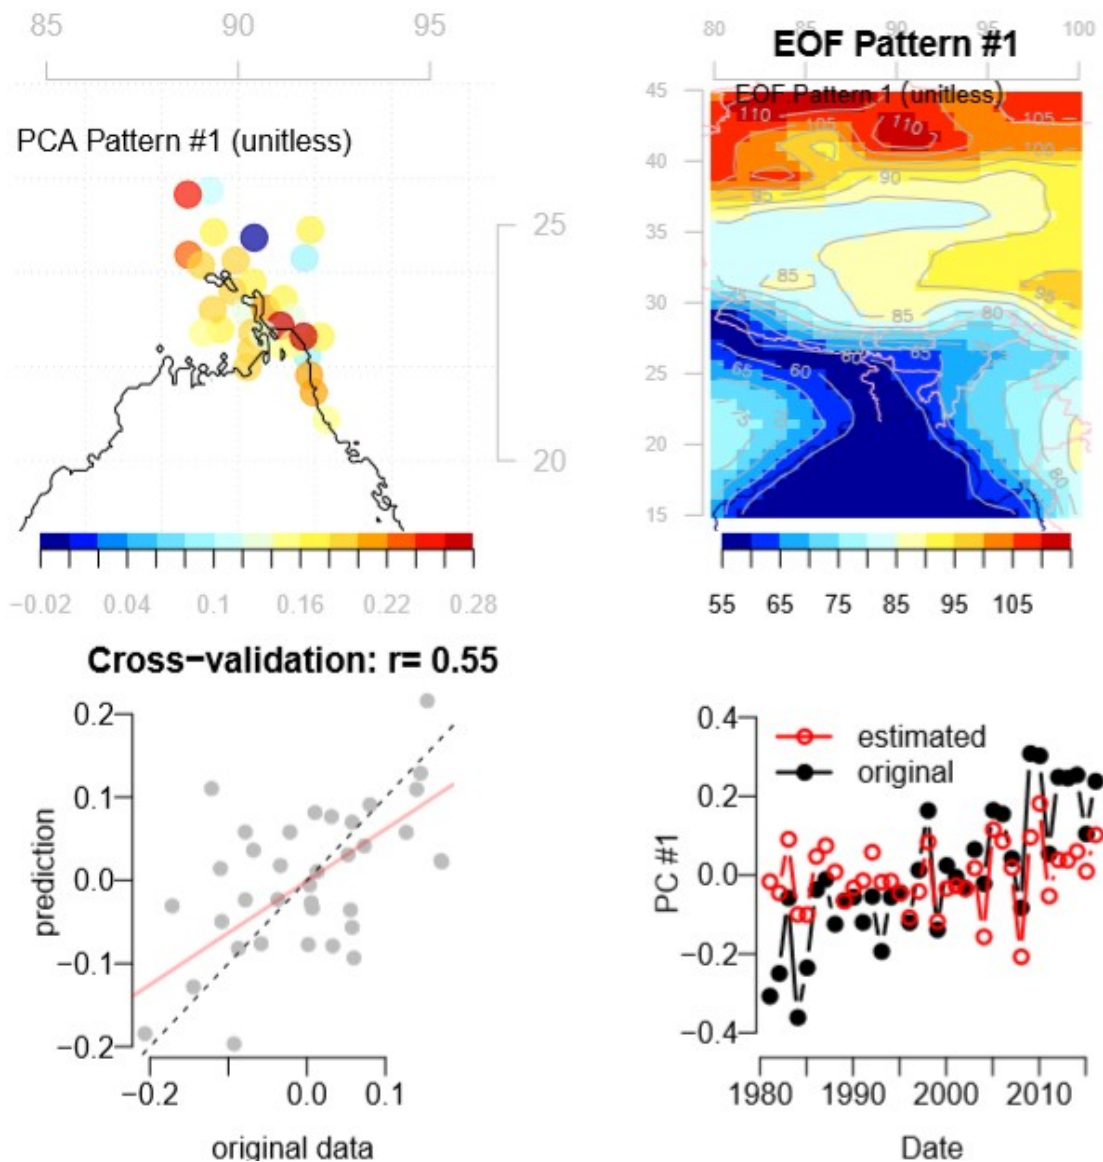 85 90 95
PCA Pattern #1 (unitless)
25
20
−0.02 0.04 0.1 0.16 0.22 0.28
80 85 90 95 100
EOF Pattern #1
EOF Pattern 1 (unitless)
45
40
35
30
25
20
15
110 105 110 105
100
95 90
85 95
85
80 65
65 60
80
55 65 75 85 95 105
Cross−validation: r= 0.55
prediction
0.2
0.1
0.0
−0.1
−0.2
−0.2 0.0 0.1
original data
PC #1
0.4
0.2
0.0
−0.2
−0.4
estimated
original
1980 1990 2000 2010
Date